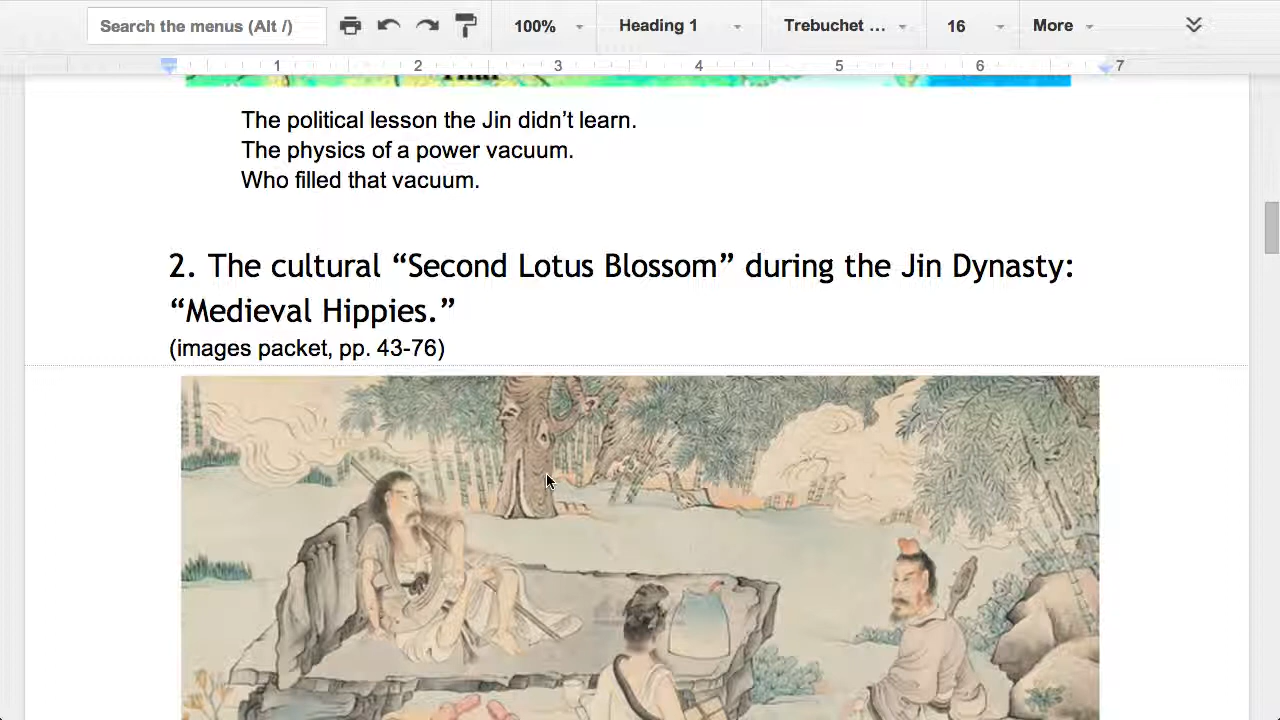 Search the menus (Alt /)
100%
Heading 1
Trebuchet ...
16
More
1 2 3 4 5 6 7
The political lesson the Jin didn’t learn.
The physics of a power vacuum.
Who filled that vacuum.
2. The cultural “Second Lotus Blossom” during the Jin Dynasty:
“Medieval Hippies.”
(images packet, pp. 43-76)